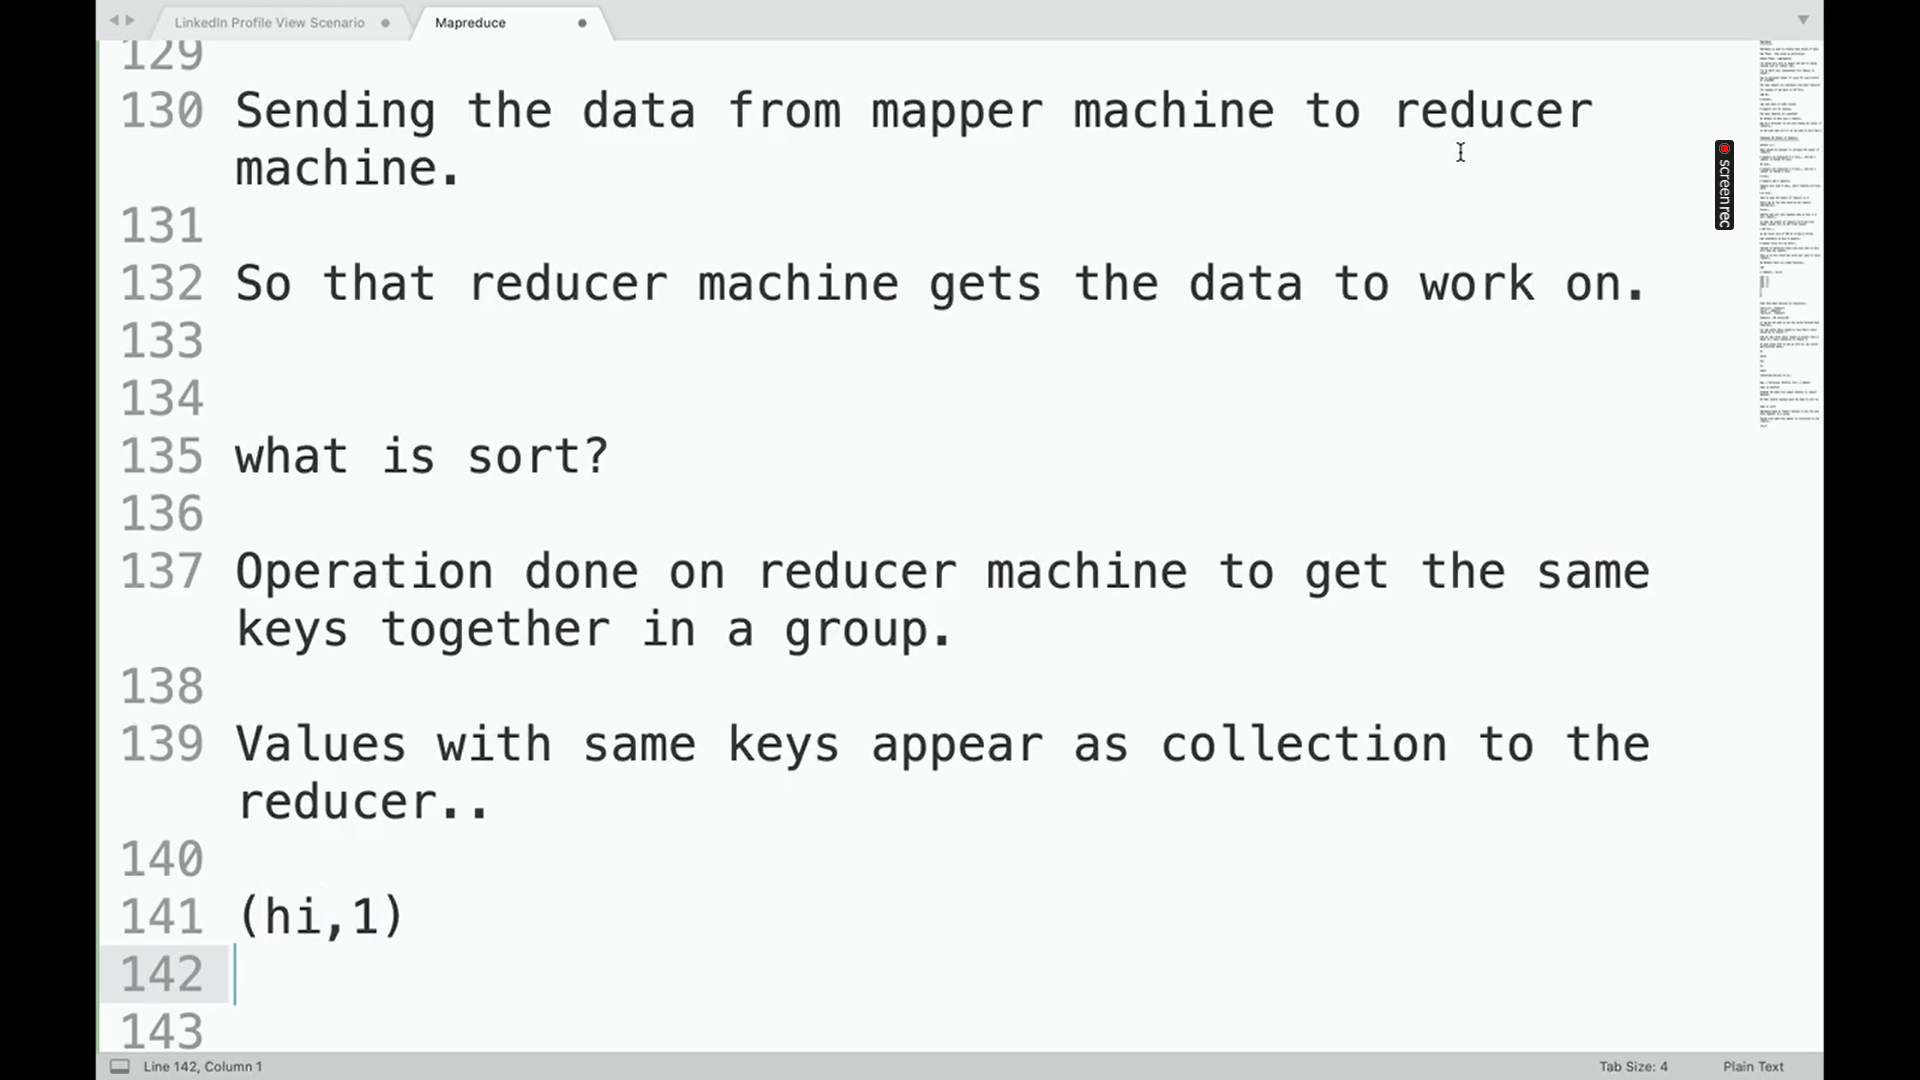 LinkedIn Profile View Scenario
Mapreduce
129
130 Sending the data from mapper machine to reducer
machine.
131
132 So that reducer machine gets the data to work on.
133
134
135 what is sort?
136
137 Operation done on reducer machine to get the same
keys together in a group.
138
139 Values with same keys appear as collection to the
reducer..
140
141 (hi,1)
142
143
screenrec
Line 142, Column 1
Tab Size: 4
Plain Text